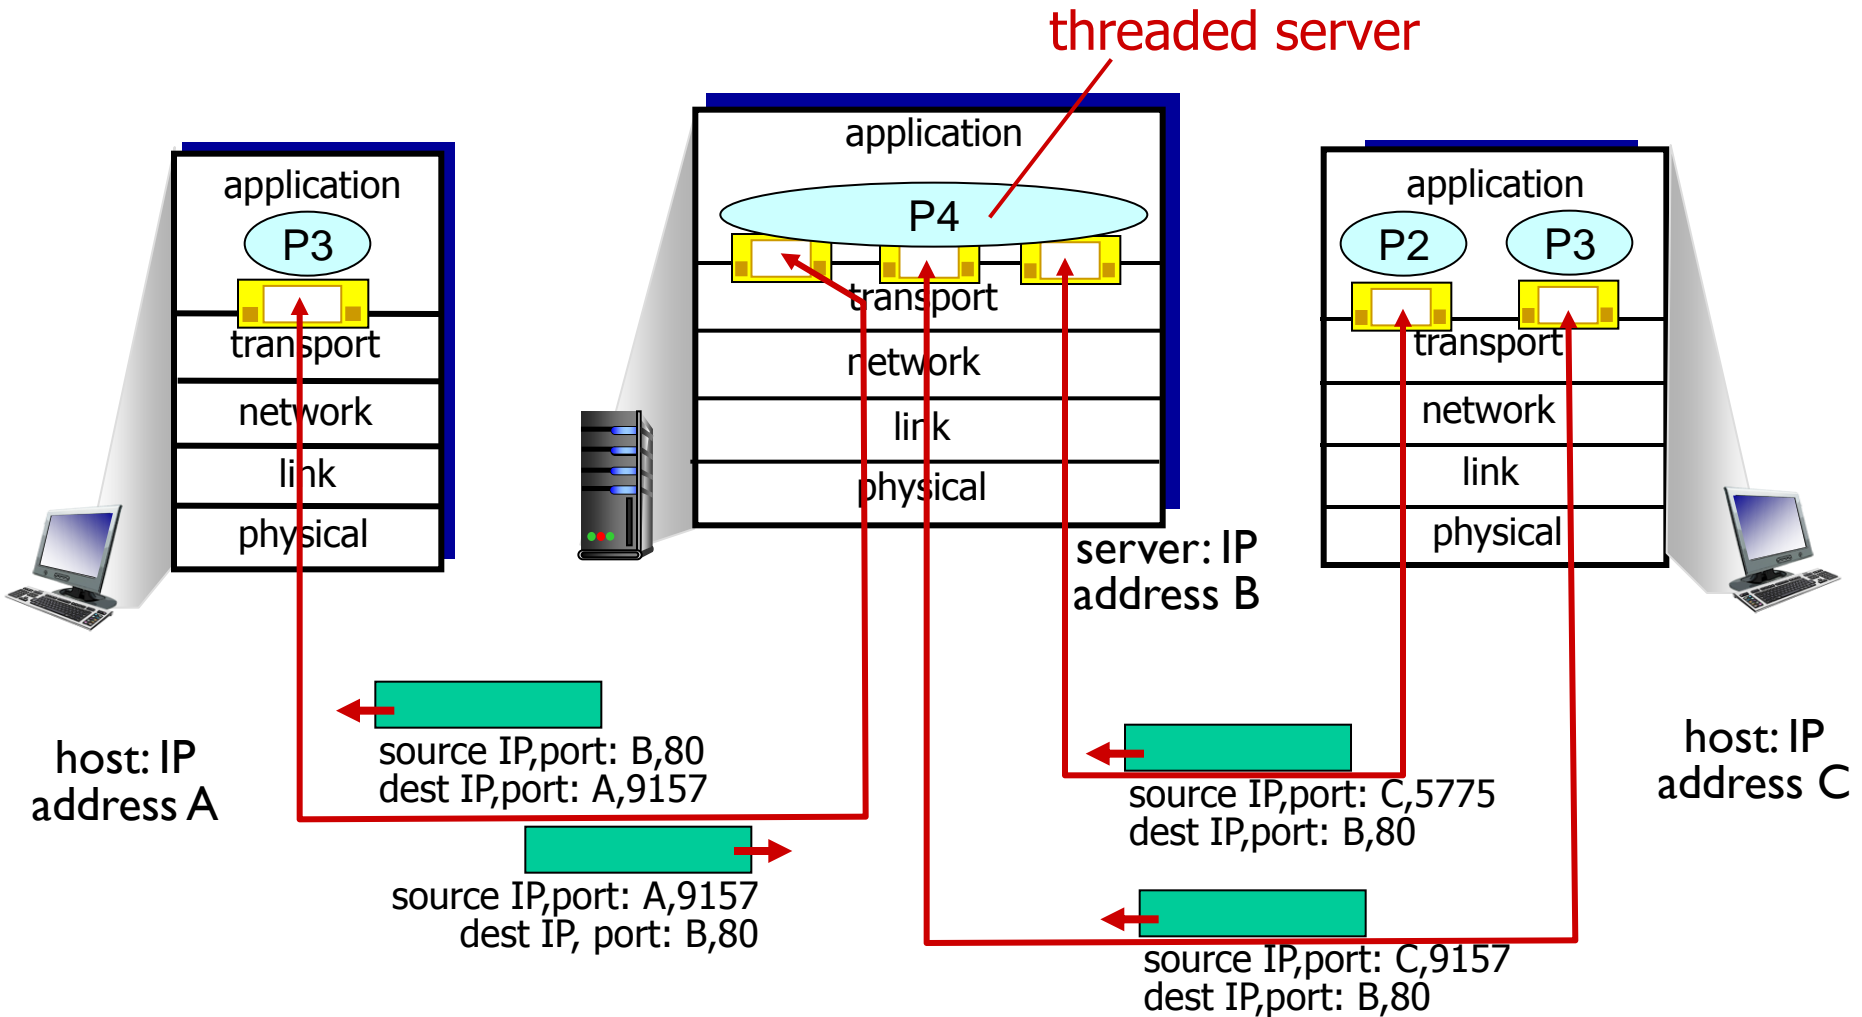 threaded server
application
P3
transport
network
link
physical
application
P4
transport
network
link
physical
application
P2
P3
transport
network
link
physical
server: IP
address B
host: IP
address A
source IP,port: B,80
dest IP,port: A,9157
source IP,port: A,9157
dest IP, port: B,80
source IP,port: C,5775
dest IP,port: B,80
source IP,port: C,9157
dest IP,port: B,80
host: IP
address C